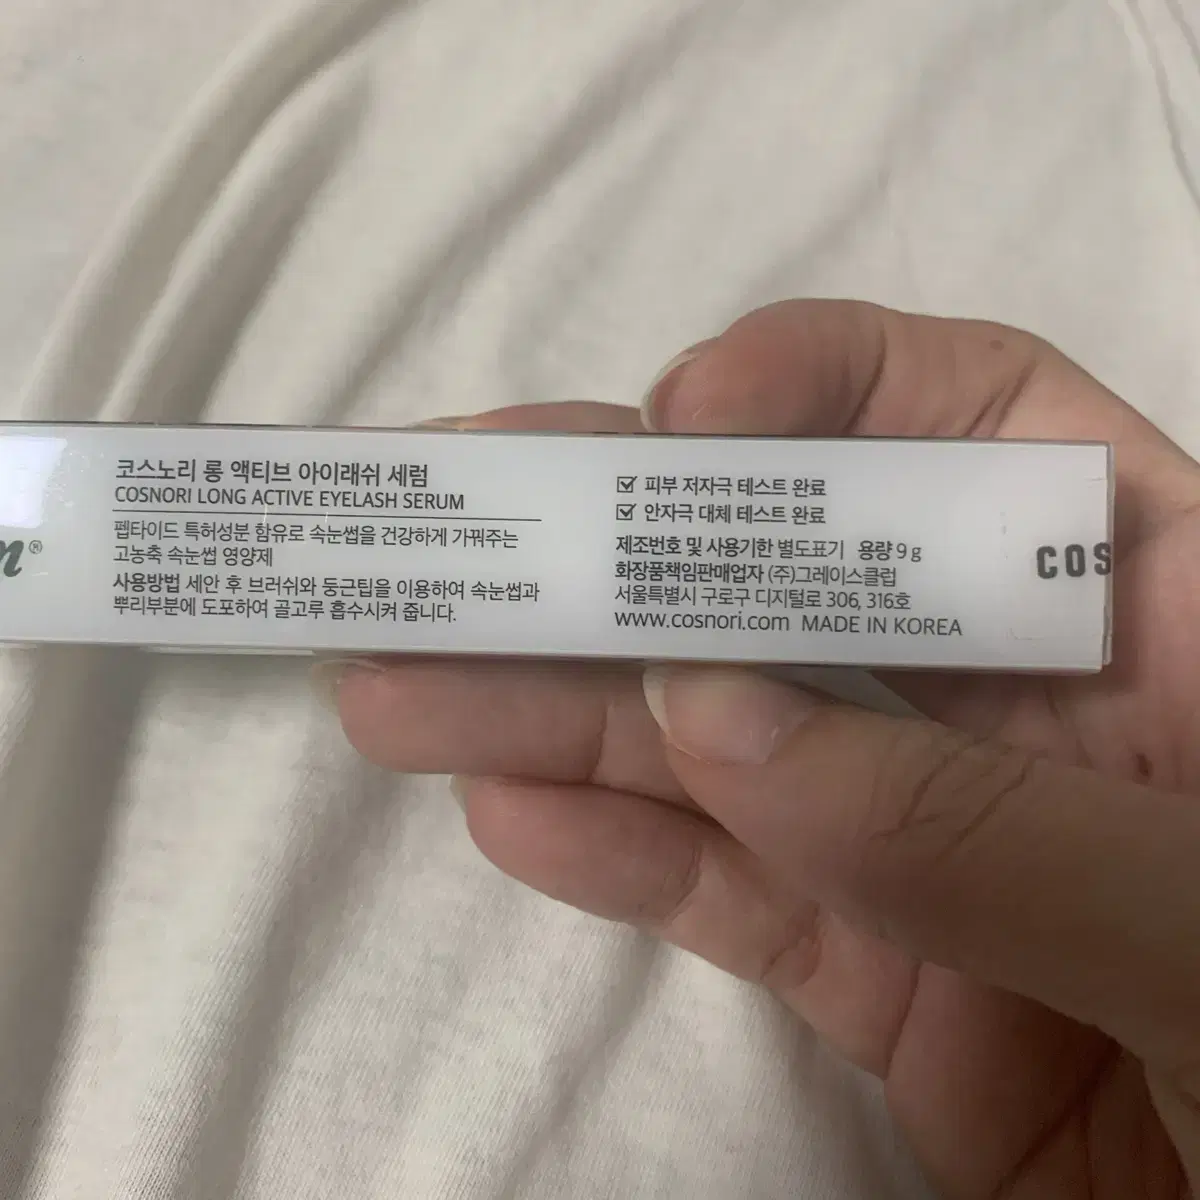 코스노리 롱 액티브 아이래쉬 세럼
COSNORI LONG ACTIVE EYELASH SERUM
펩타이드 특허성분 함유로 속눈썹을 건강하게 가꿔주는
고농축 속눈썹 영양제
사용방법 세안 후 브러쉬와 둥근팁을 이용하여 속눈썹과
뿌리부분에 도포하여 골고루 흡수시켜 줍니다.
☑ 피부 저자극 테스트 완료
☑ 안자극 대체 테스트 완료
제조번호 및 사용기한 별도표기 용량 9 g
화장품책임판매업자 (주)그레이스클럽
서울특별시 구로구 디지털로 306, 316호
www.cosnori.com MADE IN KOREA
COS